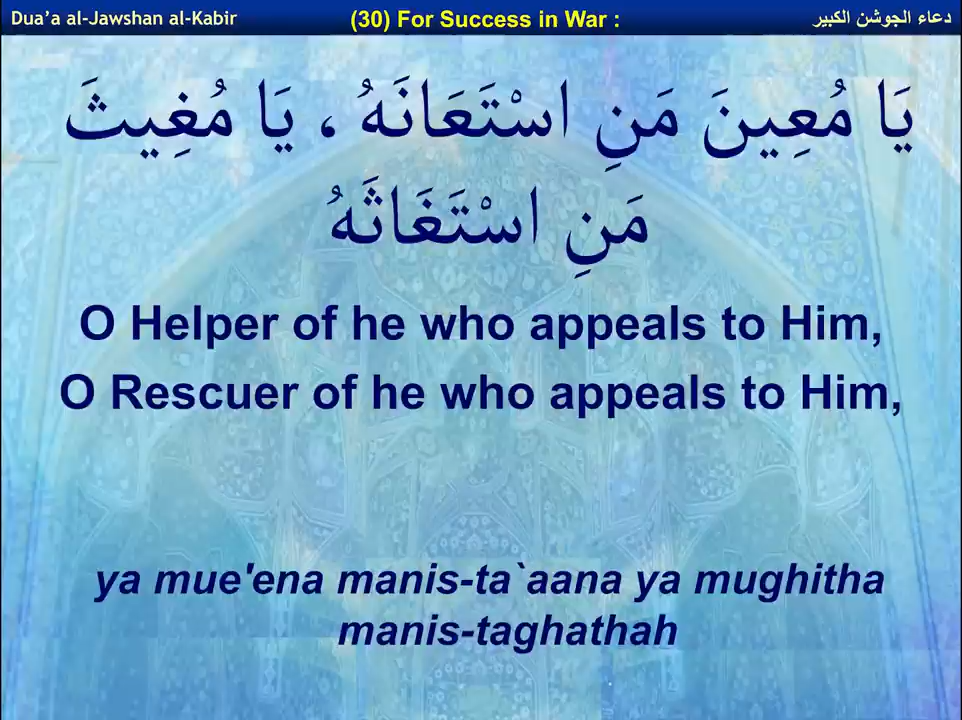 Dua’a al-Jawshan al-Kabir
(30) For Success in War :
دعاء الجوشن الكبير
يَا مُعِينَ مَنِ اسْتَعَانَهُ ، يَا مُغِيثَ
مَنِ اسْتَغَاثَهُ
O Helper of he who appeals to Him,
O Rescuer of he who appeals to Him,
ya mue'ena manis-ta`aana ya mughitha
manis-taghathah